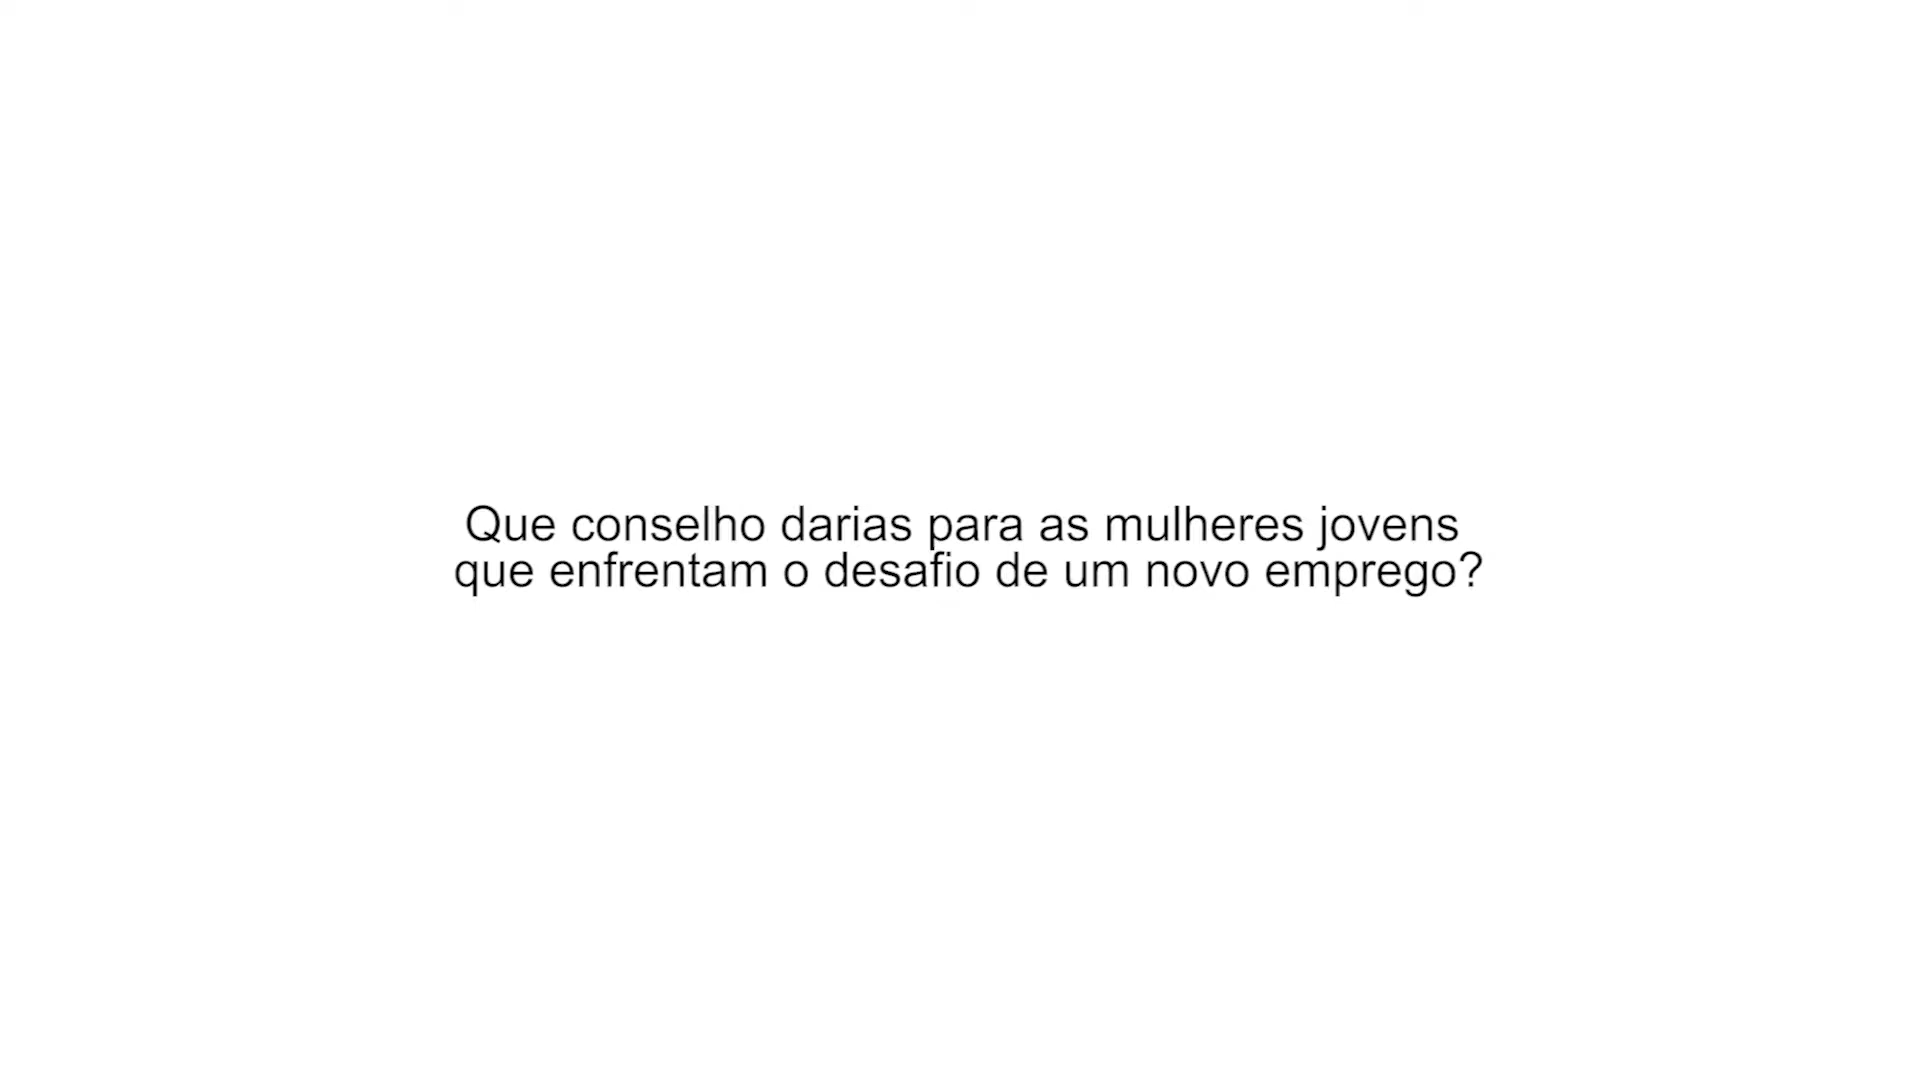 Que conselho darias para as mulheres jovens
que enfrentam o desafio de um novo emprego?